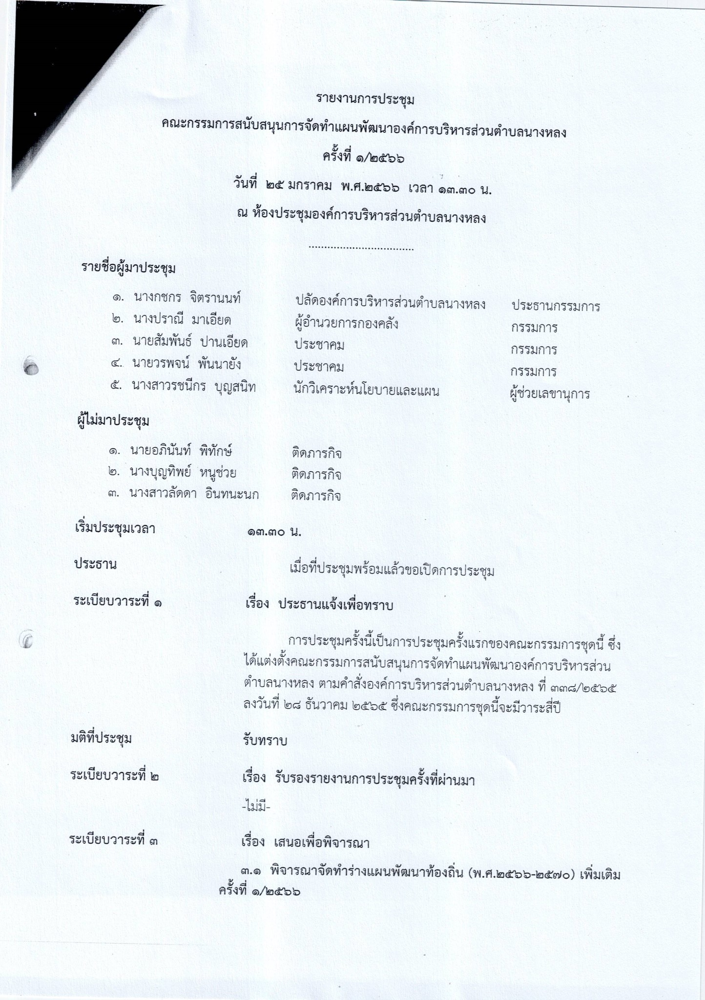 รายงานการประชุม
คณะกรรมการสนับสนุนการจัดทำแผนพัฒนาองค์การบริหารส่วนตำบลนางหลง
ครั้งที่ ๑/๒๕๖๖
วันที่ ๒๕ มกราคม พ.ศ.๒๕๖๖ เวลา ๑๓.๓๐ น.
ณ ห้องประชุมองค์การบริหารส่วนตำบลนางหลง
..................................
รายชื่อผู้มาประชุม
๑. นางกชกร จิตรานนท์ ปลัดองค์การบริหารส่วนตำบลนางหลง ประธานกรรมการ
๒. นางปราณี มาเอียด ผู้อำนวยการกองคลัง กรรมการ
๓. นายสัมพันธ์ ปานเอียด ประชาคม กรรมการ
๔. นายวรพจน์ พันนายัง ประชาคม กรรมการ
๕. นางสาวรชนีกร บุญสนิท นักวิเคราะห์นโยบายและแผน ผู้ช่วยเลขานุการ
ผู้ไม่มาประชุม
๑. นายอภินันท์ พิทักษ์ ติดภารกิจ
๒. นางบุญทิพย์ หนูช่วย ติดภารกิจ
๓. นางสาวลัดดา อินทนะนก ติดภารกิจ
เริ่มประชุมเวลา ๑๓.๓๐ น.
ประธาน เมื่อที่ประชุมพร้อมแล้วขอเปิดการประชุม
ระเบียบวาระที่ ๑ เรื่อง ประธานแจ้งเพื่อทราบ
การประชุมครั้งนี้เป็นการประชุมครั้งแรกของคณะกรรมการชุดนี้ ซึ่ง
ได้แต่งตั้งคณะกรรมการสนับสนุนการจัดทำแผนพัฒนาองค์การบริหารส่วน
ตำบลนางหลง ตามคำสั่งองค์การบริหารส่วนตำบลนางหลง ที่ ๓๓๘/๒๕๖๕
ลงวันที่ ๒๘ ธันวาคม ๒๕๖๕ ซึ่งคณะกรรมการชุดนี้จะมีวาระสี่ปี
มติที่ประชุม รับทราบ
ระเบียบวาระที่ ๒ เรื่อง รับรองรายงานการประชุมครั้งที่ผ่านมา
-ไม่มี-
ระเบียบวาระที่ ๓ เรื่อง เสนอเพื่อพิจารณา
๓.๑ พิจารณาจัดทำร่างแผนพัฒนาท้องถิ่น (พ.ศ.๒๕๖๖-๒๕๗๐) เพิ่มเติม
ครั้งที่ ๑/๒๕๖๖